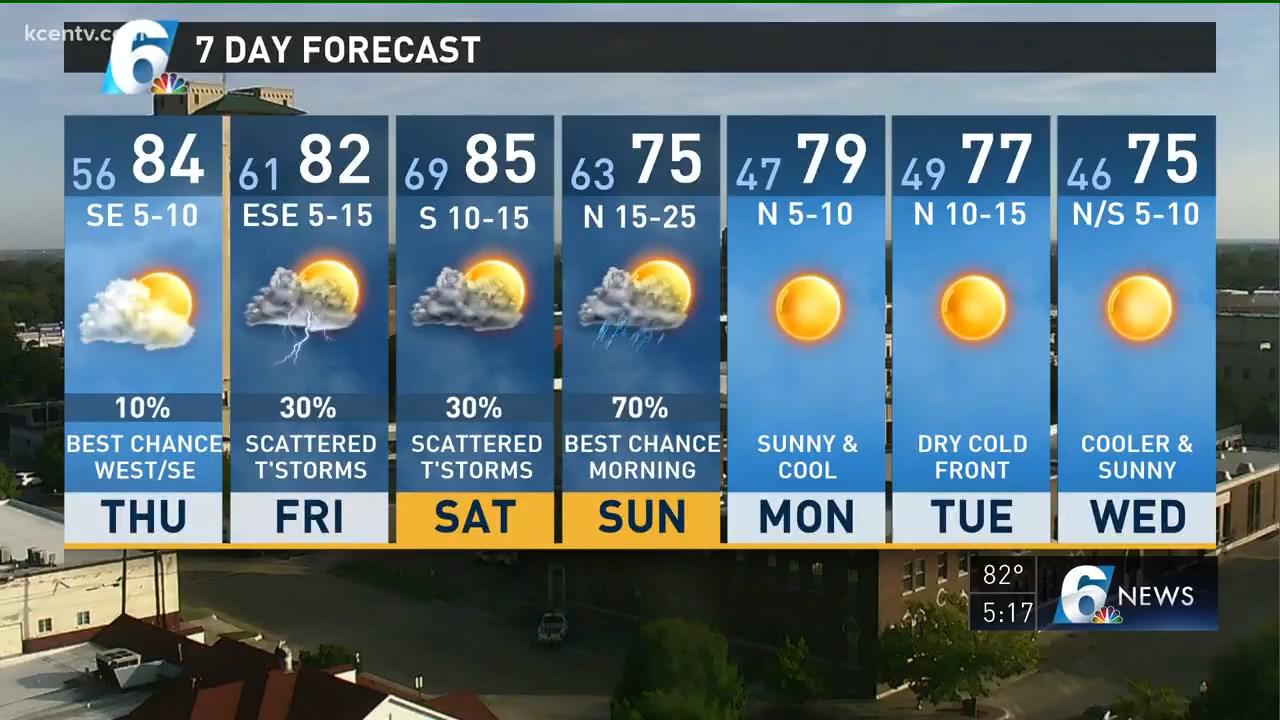 kcentv.com
6
7 DAY FORECAST
56 84
SE 5-10
10%
BEST CHANCE
WEST/SE
THU
61 82
ESE 5-15
30%
SCATTERED
T'STORMS
FRI
69 85
S 10-15
30%
SCATTERED
T'STORMS
SAT
63 75
N 15-25
70%
BEST CHANCE
MORNING
SUN
47 79
N 5-10
SUNNY &
COOL
MON
49 77
N 10-15
DRY COLD
FRONT
TUE
46 75
N/S 5-10
COOLER &
SUNNY
WED
82°
5:17
6 NEWS